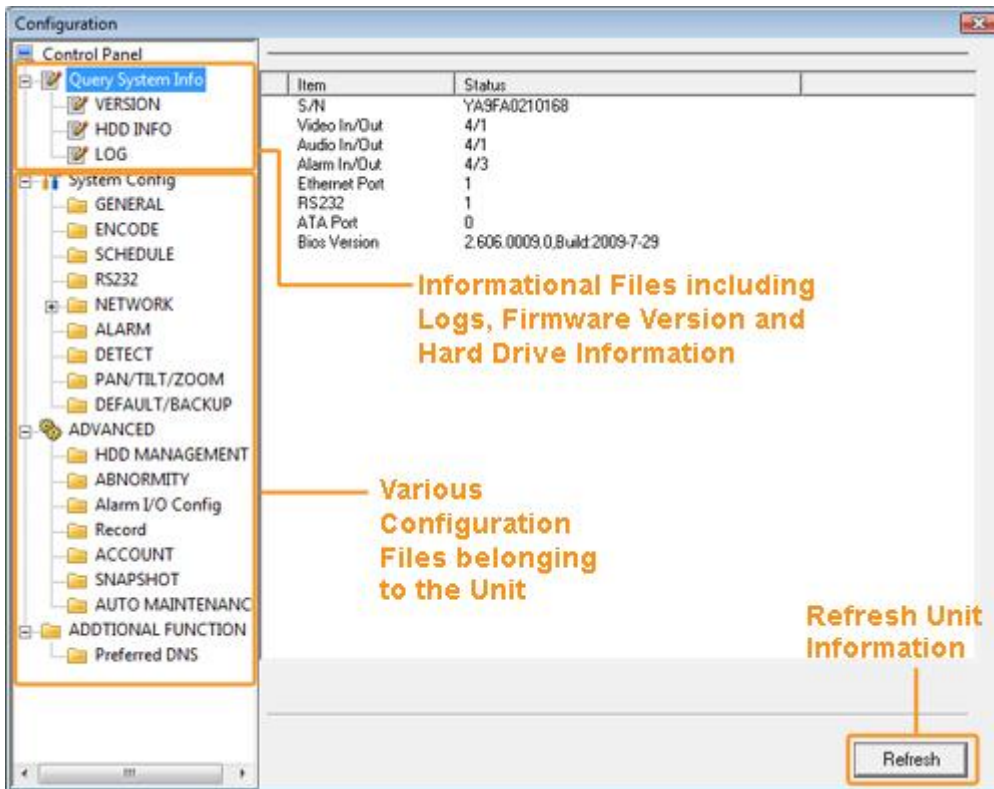 Configuration
Control Panel
Query System Info
VERSION
HDD INFO
LOG
System Config
GENERAL
ENCODE
SCHEDULE
RS232
NETWORK
ALARM
DETECT
PAN/TILT/ZOOM
DEFAULT/BACKUP
ADVANCED
HDD MANAGEMENT
ABNORMITY
Alarm I/O Config
Record
ACCOUNT
SNAPSHOT
AUTO MAINTENANC
ADDTIONAL FUNCTION
Preferred DNS
Item Status
S/N YA9FA0210168
Video In/Out 4/1
Audio In/Out 4/1
Alarm In/Out 4/3
Ethernet Port 1
RS232 1
ATA Port 0
Bios Version 2.606.0009.0,Build:2009-7-29
Informational Files including
Logs, Firmware Version and
Hard Drive Information
Various
Configuration
Files belonging
to the Unit
Refresh Unit
Information
Refresh